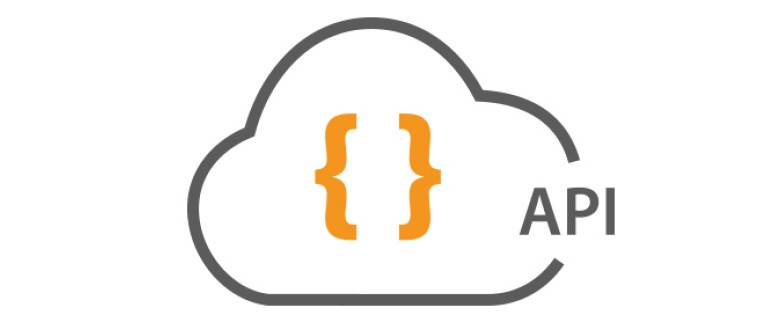 { } API